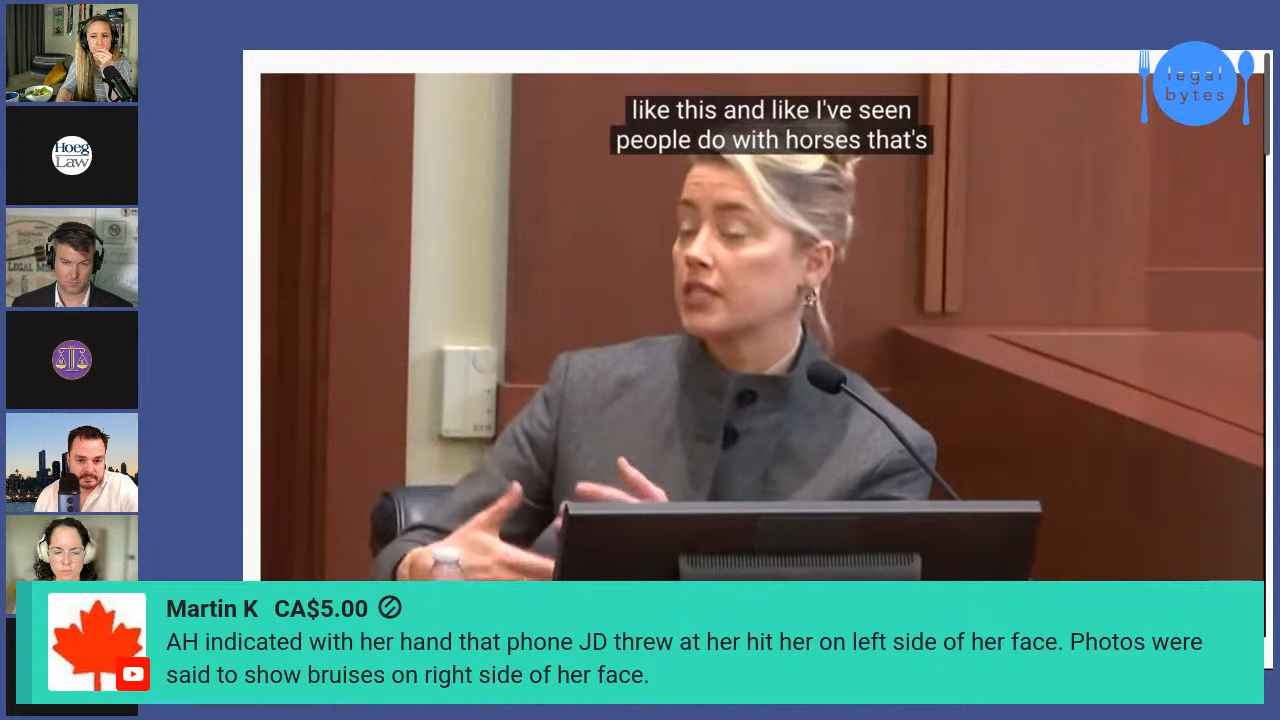 like this and like I've seen
people do with horses that's
legal
bytes
Hoeg
Law
Martin K CA$5.00
AH indicated with her hand that phone JD threw at her hit her on left side of her face. Photos were
said to show bruises on right side of her face.